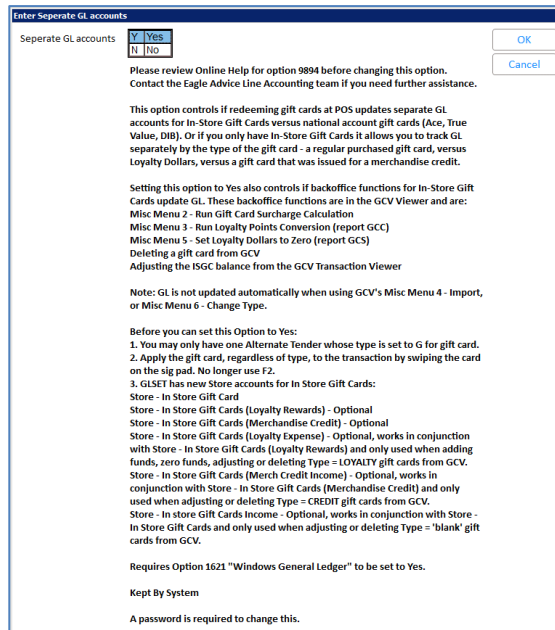 Enter Seperate GL accounts
Seperate GL accounts
Y Yes
N No
OK
Cancel
Please review Online Help for option 9894 before changing this option.
Contact the Eagle Advice Line Accounting team if you need further assistance.
This option controls if redeeming gift cards at POS updates separate GL
accounts for In-Store Gift Cards versus national account gift cards (Ace, True
Value, DIB). Or if you only have In-Store Gift Cards it allows you to track GL
separately by the type of the gift card - a regular purchased gift card, versus
Loyalty Dollars, versus a gift card that was issued for a merchandise credit.
Setting this option to Yes also controls if backoffice functions for In-Store Gift
Cards update GL. These backoffice functions are in the GCV Viewer and are:
Misc Menu 2 - Run Gift Card Surcharge Calculation
Misc Menu 3 - Run Loyalty Points Conversion (report GCC)
Misc Menu 5 - Set Loyalty Dollars to Zero (report GCS)
Deleting a gift card from GCV
Adjusting the ISGC balance from the GCV Transaction Viewer
Note: GL is not updated automatically when using GCV's Misc Menu 4 - Import,
or Misc Menu 6 - Change Type.
Before you can set this Option to Yes:
1. You may only have one Alternate Tender whose type is set to G for gift card.
2. Apply the gift card, regardless of type, to the transaction by swiping the card
on the sig pad. No longer use F2.
3. GLSET has new Store accounts for In Store Gift Cards:
Store - In Store Gift Card
Store - In Store Gift Cards (Loyalty Rewards) - Optional
Store - In Store Gift Cards (Merchandise Credit) - Optional
Store - In Store Gift Cards (Loyalty Expense) - Optional, works in conjunction
with Store - In Store Gift Cards (Loyalty Rewards) and only used when adding
funds, zero funds, adjusting or deleting Type = LOYALTY gift cards from GCV.
Store - In Store Gift Cards (Merch Credit Income) - Optional, works in
conjunction with Store - In Store Gift Cards (Merchandise Credit) and only
used when adjusting or deleting Type = CREDIT gift cards from GCV.
Store - In store Gift Cards Income - Optional, works in conjunction with Store -
In Store Gift Cards and only used when adjusting or deleting Type = 'blank' gift
cards from GCV.
Requires Option 1621 "Windows General Ledger" to be set to Yes.
Kept By System
A password is required to change this.